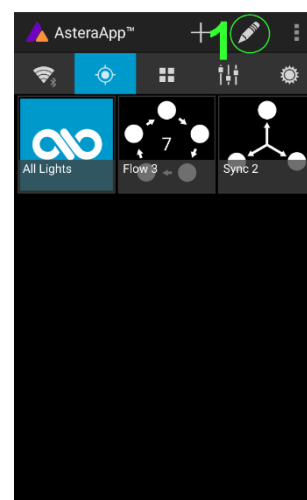 AsteraApp™
1
7
All Lights
Flow 3
Sync 2